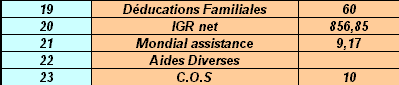 19 Déducations Familiales 60
20 IGR net 856,85
21 Mondial assistance 9,17
22 Aides Diverses
23 C.O.S 10